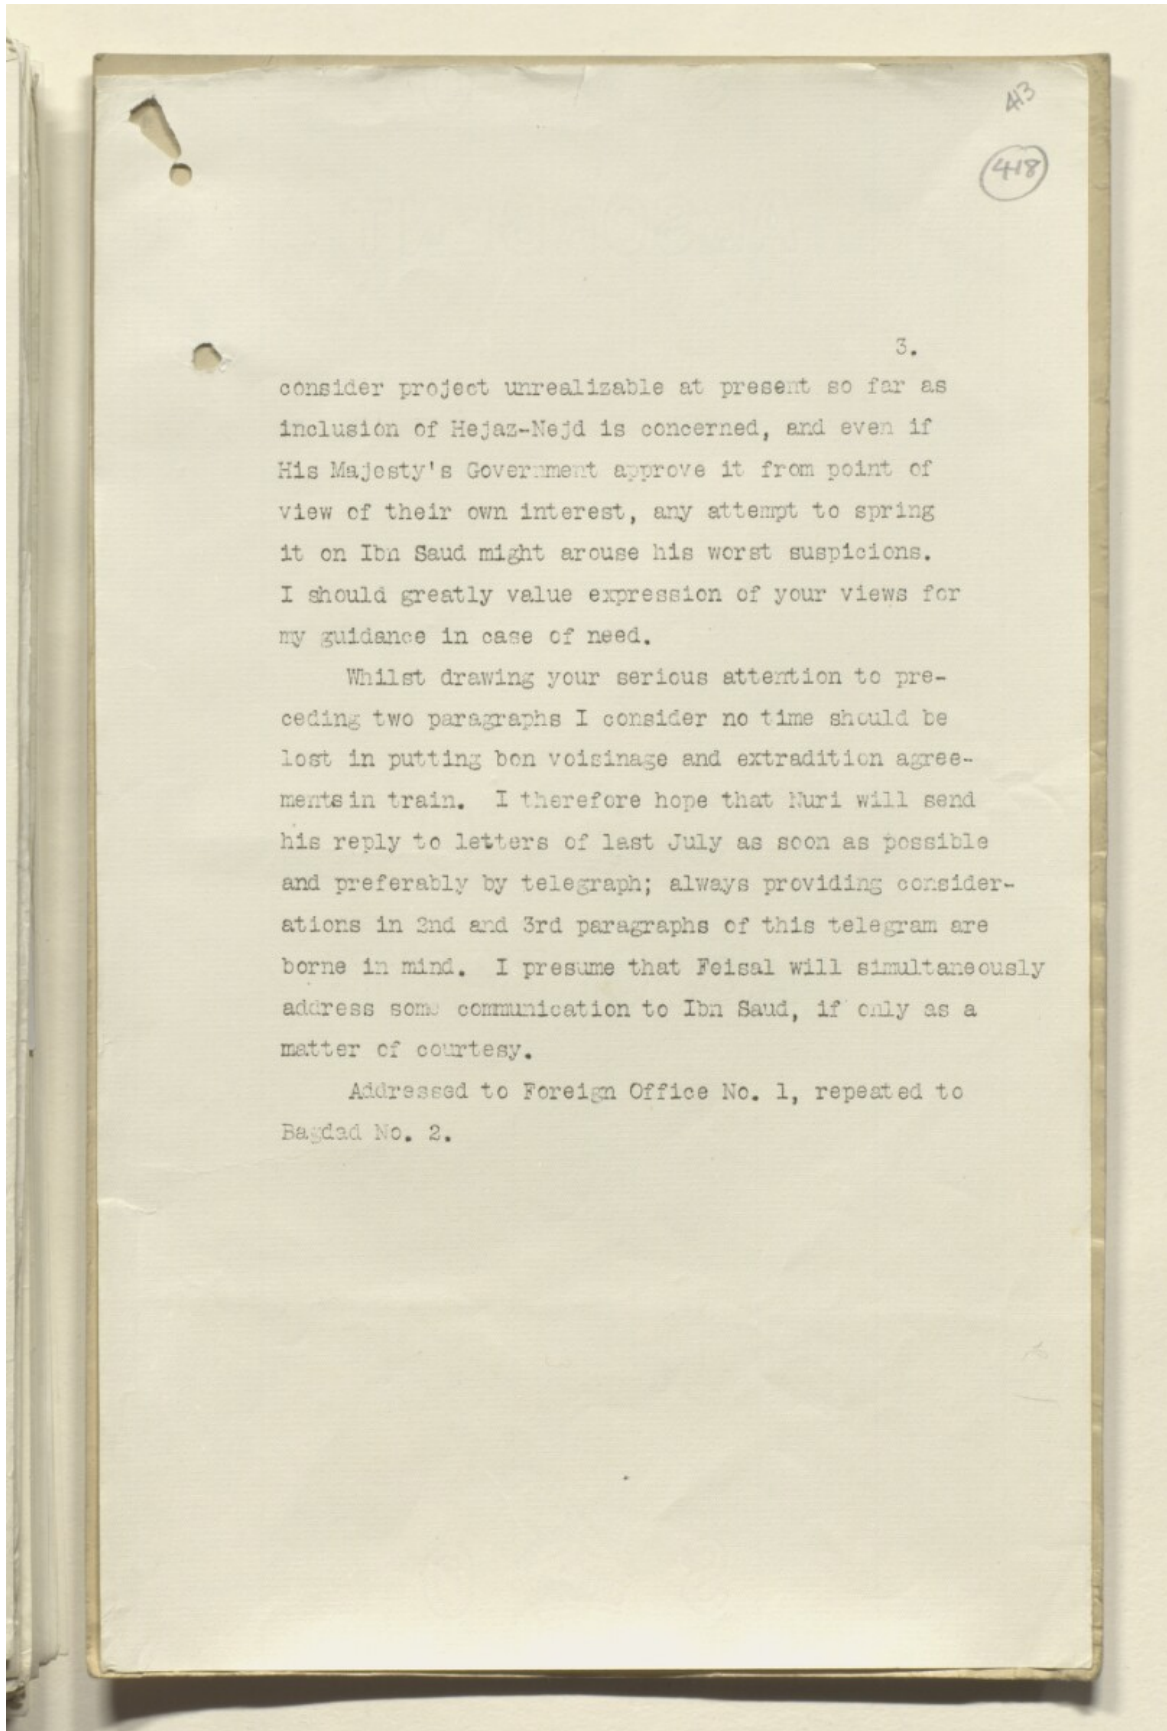 413
418
3.
consider project unrealizable at present so far as
inclusion of Hejaz-Nejd is concerned, and even if
His Majesty's Government approve it from point of
view of their own interest, any attempt to spring
it on Ibn Saud might arouse his worst suspicions.
I should greatly value expression of your views for
my guidance in case of need.
Whilst drawing your serious attention to pre-
ceding two paragraphs I consider no time should be
lost in putting bon voisinage and extradition agree-
ments in train. I therefore hope that Nuri will send
his reply to letters of last July as soon as possible
and preferably by telegraph; always providing consider-
ations in 2nd and 3rd paragraphs of this telegram are
borne in mind. I presume that Feisal will simultaneously
address some communication to Ibn Saud, if only as a
matter of courtesy.
Addressed to Foreign Office No. 1, repeated to
Bagdad No. 2.